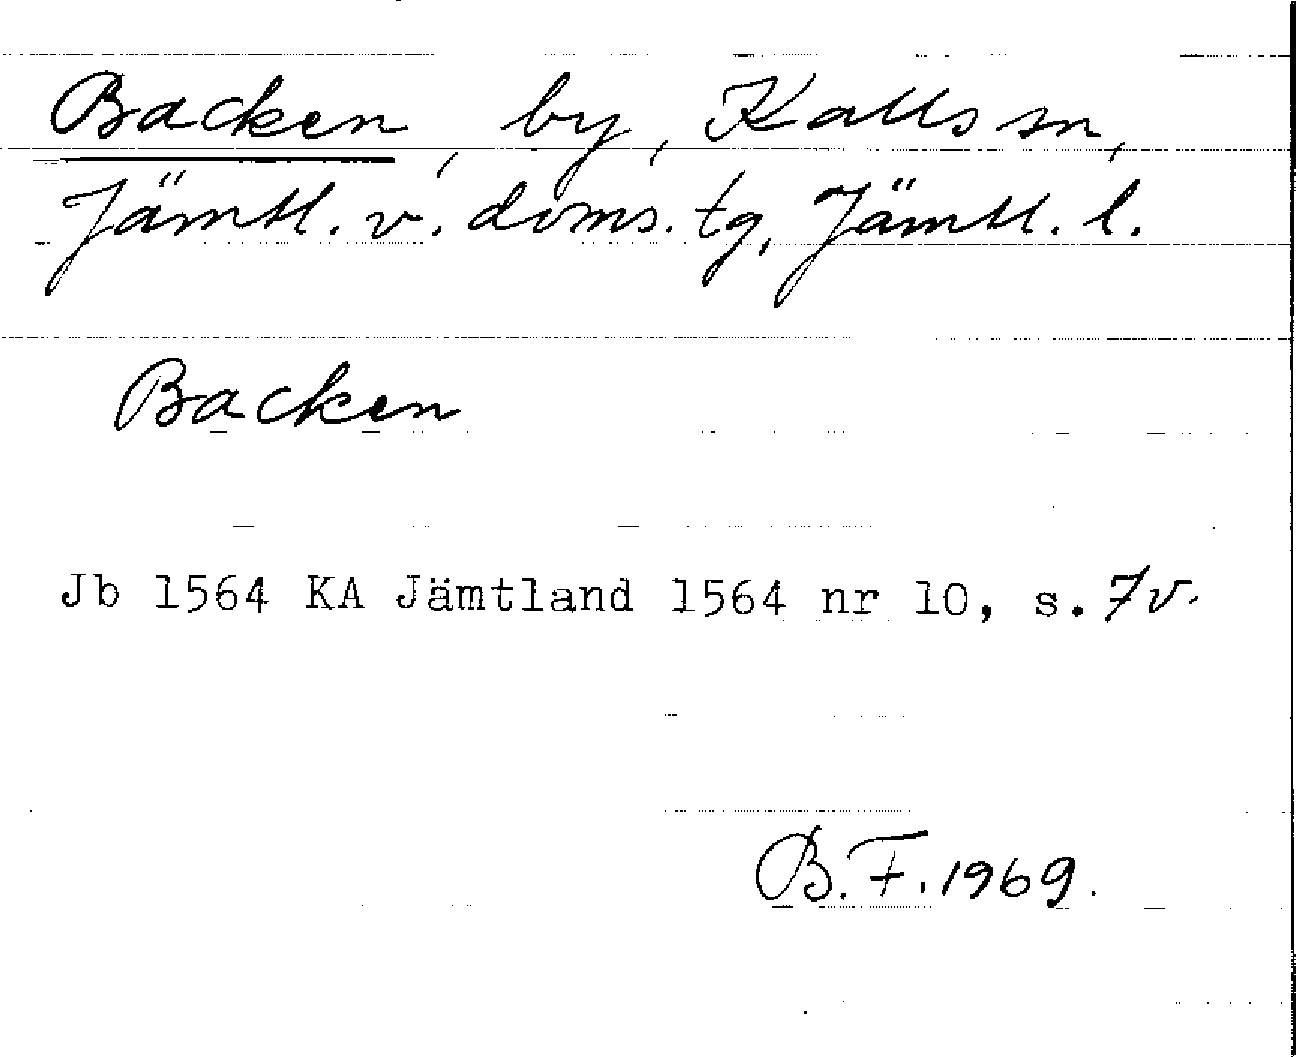 Backen, by, Kalls sn,
Jämtl. v. doms. tg, Jämtl. l.
Backen
Jb 1564 KA Jämtland 1564 nr 10, s. 7v.
B. F. 1969.